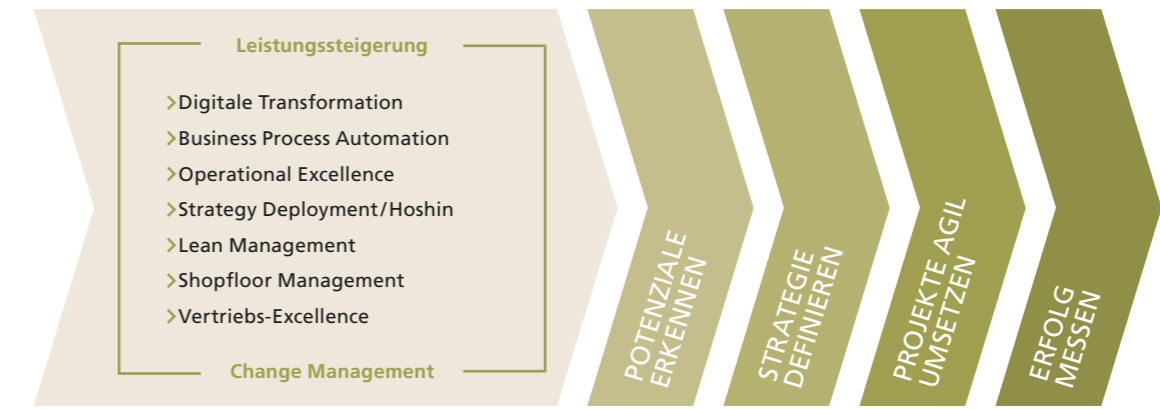 Leistungssteigerung
>Digitale Transformation
>Business Process Automation
>Operational Excellence
>Strategy Deployment/Hoshin
>Lean Management
>Shopfloor Management
>Vertriebs-Excellence
Change Management
POTENZIALE
ERKENNEN
STRATEGIE
DEFINIEREN
PROJEKTE AGIL
UMSETZEN
ERFOLG
MESSEN